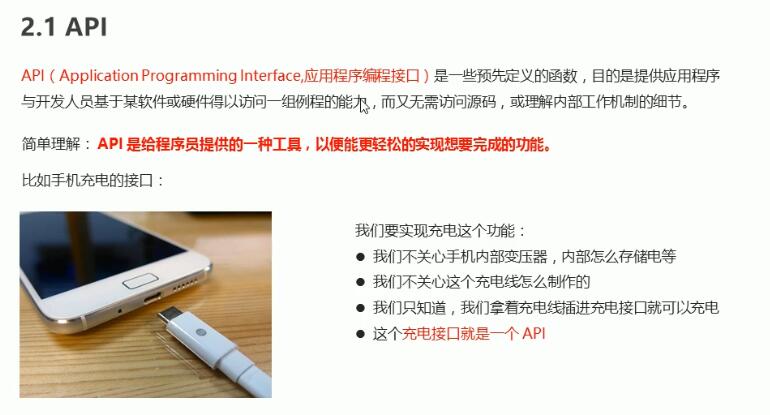 2.1 API
API（Application Programming Interface,应用程序编程接口）是一些预先定义的函数，目的是提供应用程序
与开发人员基于某软件或硬件得以访问一组例程的能力，而又无需访问源码，或理解内部工作机制的细节。
简单理解：API 是给程序员提供的一种工具，以便能更轻松的实现想要完成的功能。
比如手机充电的接口：
我们要实现充电这个功能：
● 我们不关心手机内部变压器，内部怎么存储电等
● 我们不关心这个充电线怎么制作的
● 我们只知道，我们拿着充电线插进充电接口就可以充电
● 这个充电接口就是一个 API